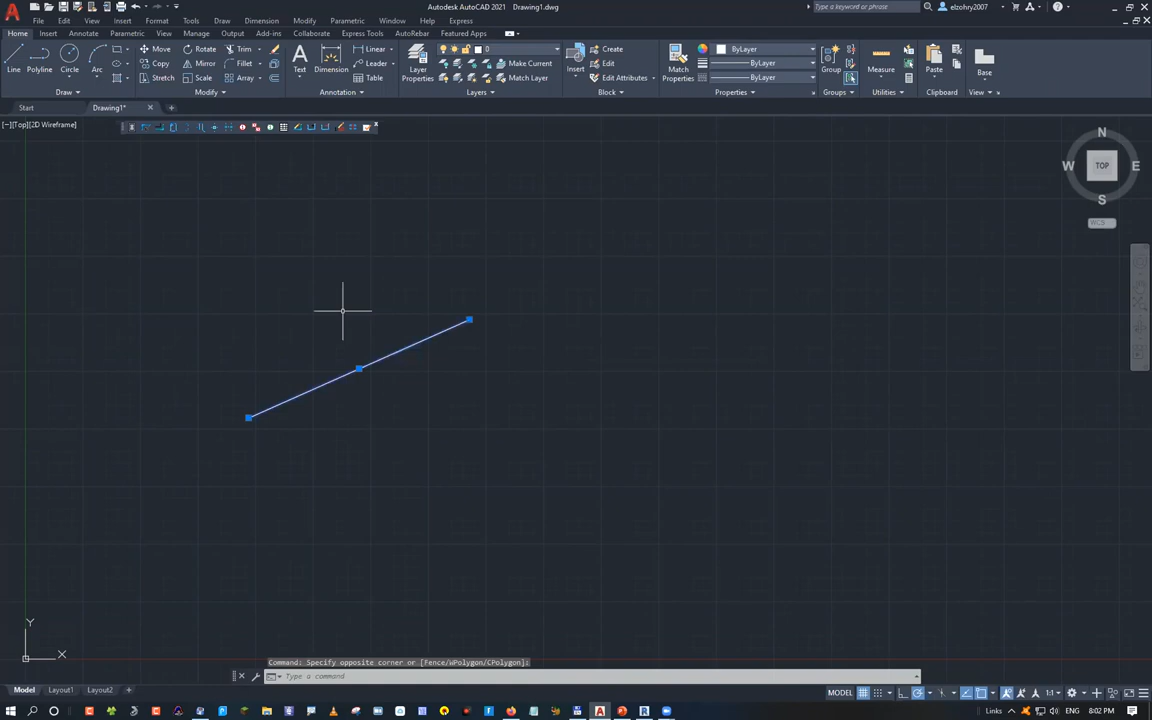 Autodesk AutoCAD 2021 Drawing1.dwg
Type a keyword or phrase
elzohry2007
File Edit View Insert Format Tools Draw Dimension Modify Parametric Window Help Express
Home Insert Annotate Parametric View Manage Output Add-ins Collaborate Express Tools AutoRebar Featured Apps
Line Polyline Circle Arc
Move Rotate Trim
Copy Mirror Fillet
Stretch Scale Array
Text Dimension
Linear
Leader
Table
Layer Properties
0
Make Current
Match Layer
Insert
Create
Edit
Edit Attributes
Match Properties
ByLayer
ByLayer
ByLayer
Group Measure Paste Base
Draw Modify Annotation Layers Block Properties Groups Utilities Clipboard View
Start Drawing1*
[−][Top][2D Wireframe]
N
W TOP E
S
WCS
Y
X
Command: Specify opposite corner or [Fence/WPolygon/CPolygon]:
Type a command
Model Layout1 Layout2
MODEL
1:1
Links
ENG 8:02 PM